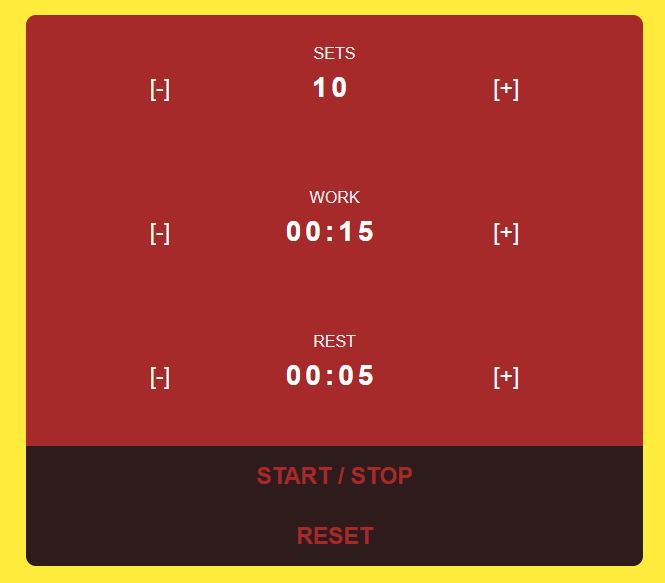 SETS
[-] 10 [+]
WORK
[-] 00:15 [+]
REST
[-] 00:05 [+]
START / STOP
RESET